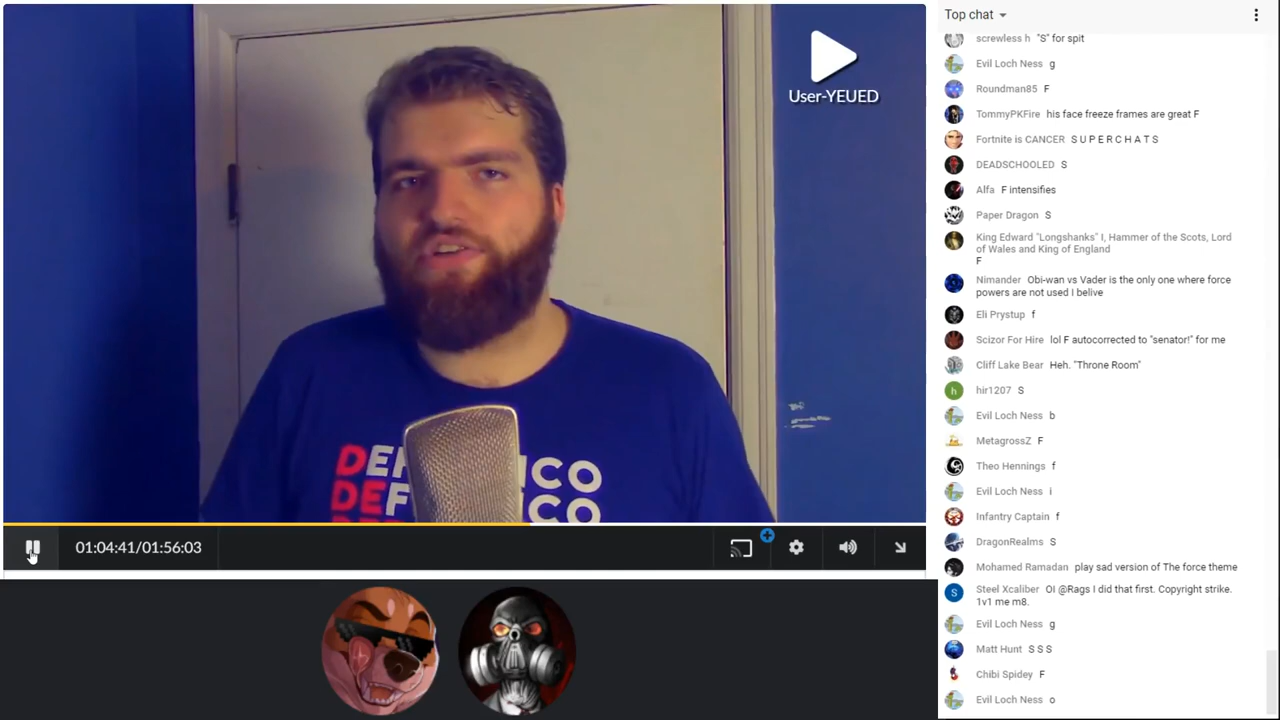 User-YEUED
DEF
ICO
DEF
CO
01:04:41/01:56:03
Top chat
screwless h "S" for spit
Evil Loch Ness g
Roundman85 F
TommyPKFire his face freeze frames are great F
Fortnite is CANCER S U P E R C H A T S
DEADSCHOOLED S
Alfa F intensifies
Paper Dragon S
King Edward "Longshanks" I, Hammer of the Scots, Lord
of Wales and King of England
F
Nimander Obi-wan vs Vader is the only one where force
powers are not used I belive
Eli Prystup f
Scizor For Hire lol F autocorrected to "senator!" for me
Cliff Lake Bear Heh. "Throne Room"
h hir1207 S
Evil Loch Ness b
MetagrossZ F
Theo Hennings f
Evil Loch Ness i
Infantry Captain f
DragonRealms S
Mohamed Ramadan play sad version of The force theme
S Steel Xcaliber OI @Rags I did that first. Copyright strike.
1v1 me m8.
Evil Loch Ness g
Matt Hunt S S S
Chibi Spidey F
Evil Loch Ness o